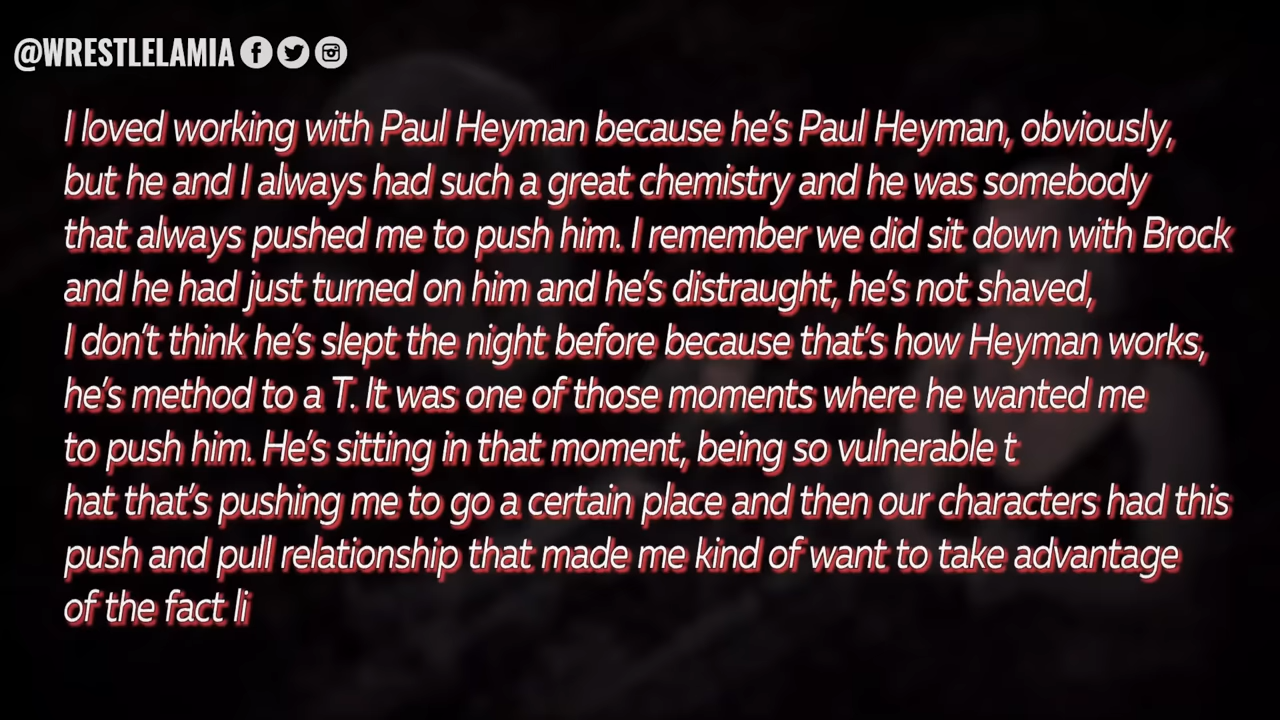 @WRESTLELAMIA
I loved working with Paul Heyman because he's Paul Heyman, obviously,
but he and I always had such a great chemistry and he was somebody
that always pushed me to push him. I remember we did sit down with Brock
and he had just turned on him and he's distraught, he's not shaved,
I don't think he's slept the night before because that's how Heyman works,
he's method to a T. It was one of those moments where he wanted me
to push him. He's sitting in that moment, being so vulnerable t
hat that's pushing me to go a certain place and then our characters had this
push and pull relationship that made me kind of want to take advantage
of the fact li